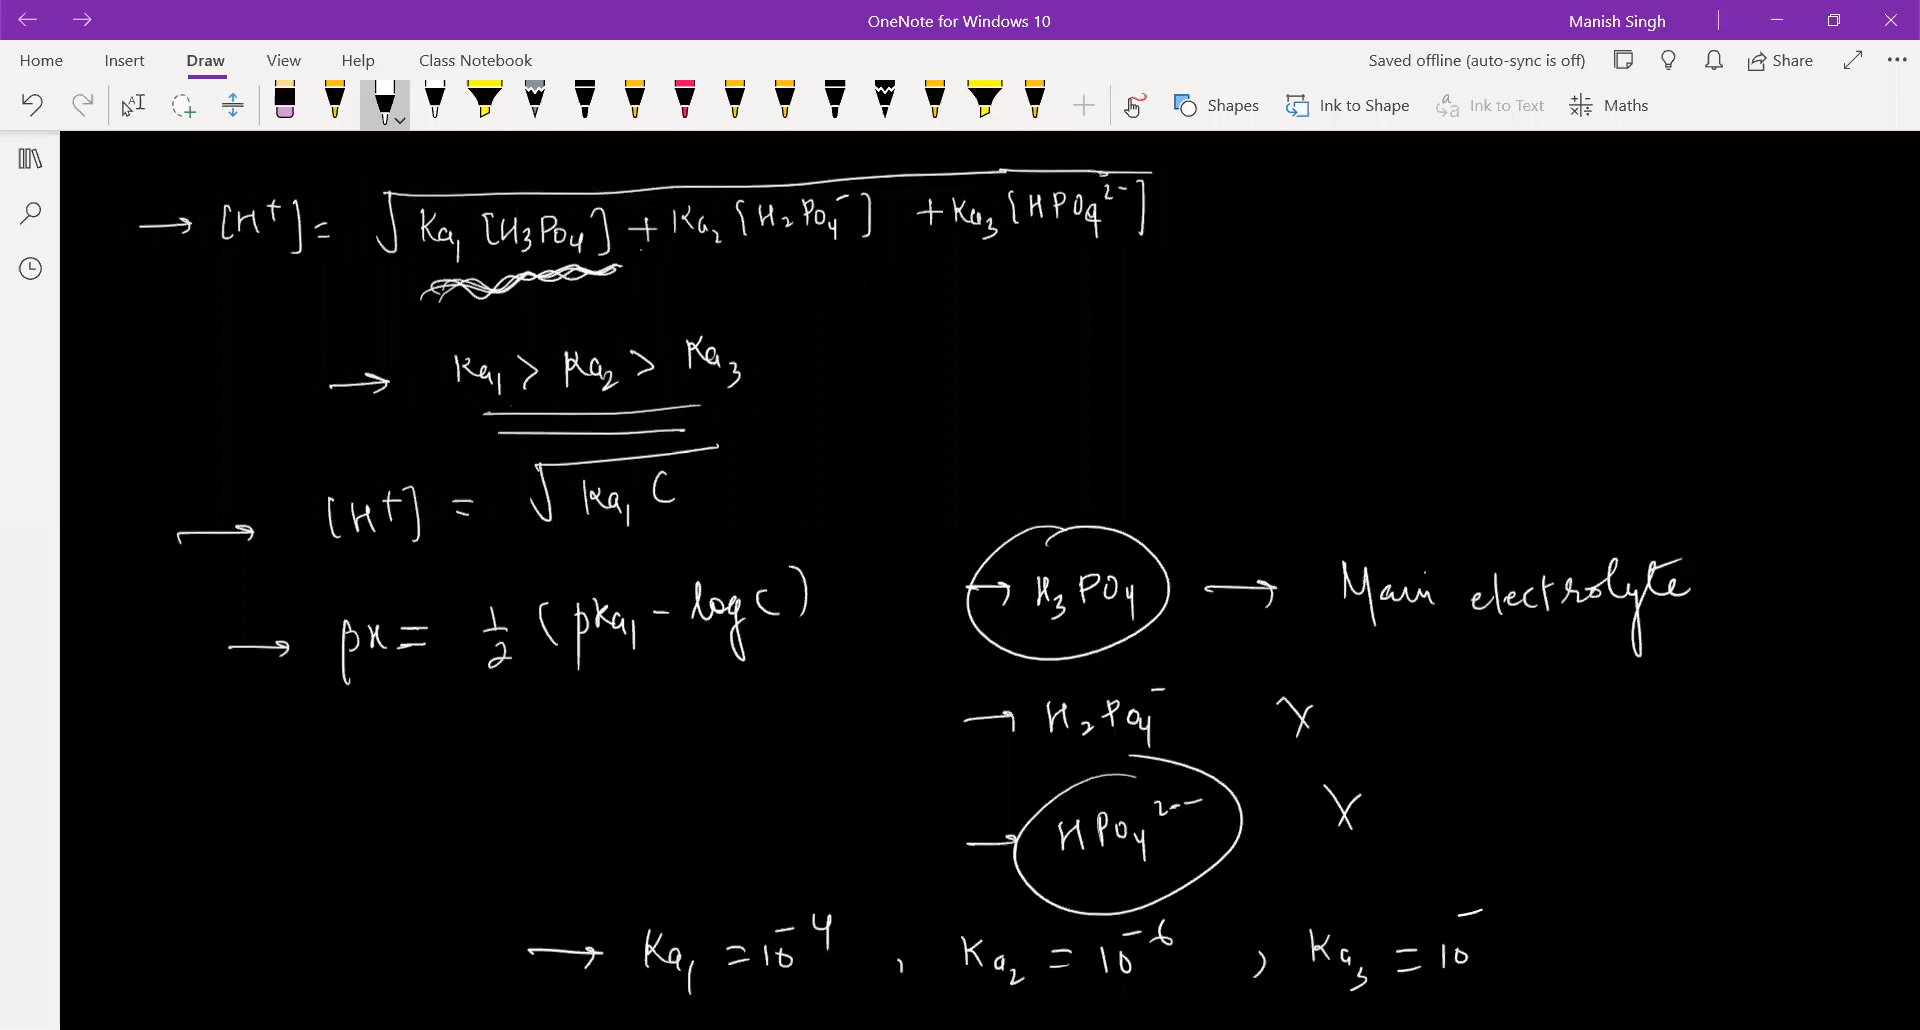 OneNote for Windows 10
Manish Singh
Home Insert Draw View Help Class Notebook
Saved offline (auto-sync is off) Share
Shapes Ink to Shape Ink to Text Maths
→ [H⁺] = √(Ka₁ [H₃PO₄] + Ka₂ [H₂PO₄⁻] + Ka₃ [HPO₄²⁻])
→ Ka₁ > Ka₂ > Ka₃
→ [H⁺] = √(Ka₁ C)
→ pH = 1/2 (pKa₁ - log C)
→ H₃PO₄ → Main electrolyte
→ H₂PO₄⁻ X
→ HPO₄²⁻⁻ X
→ Ka₁ = 10⁻⁴ , Ka₂ = 10⁻⁶ , Ka₃ = 10⁻